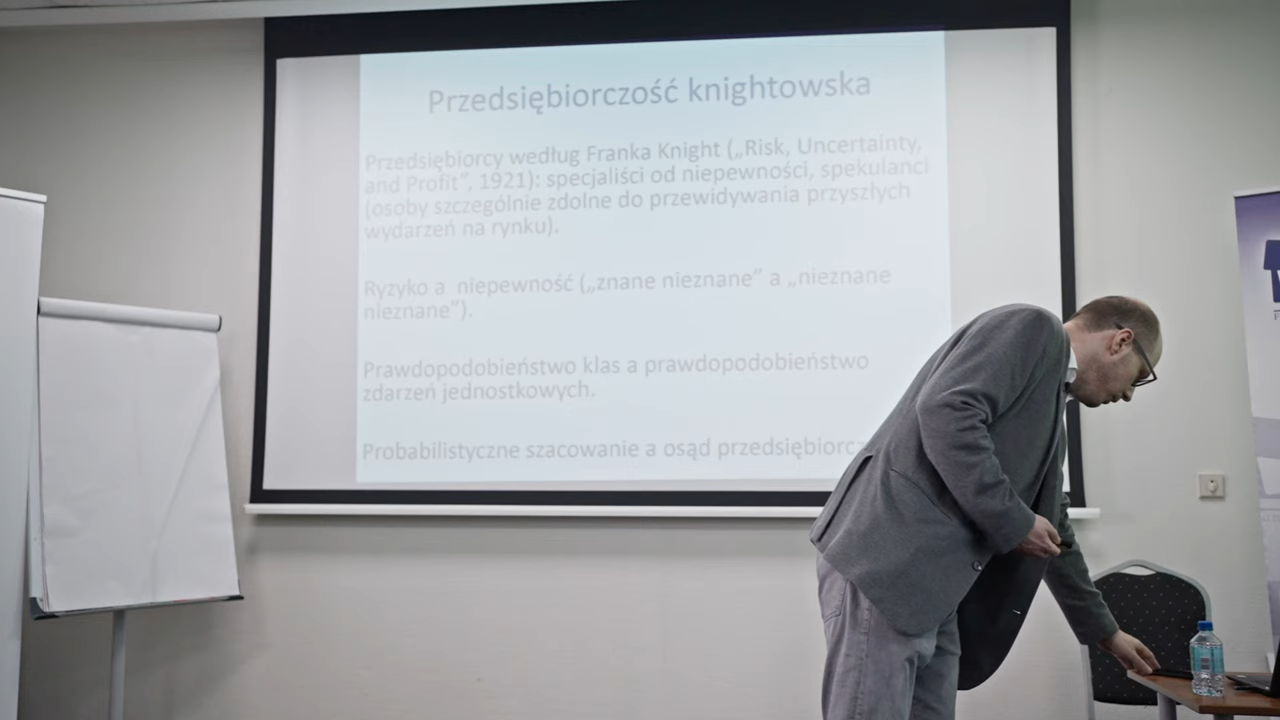 Przedsiębiorczość knightowska
Przedsiębiorcy według Franka Knight („Risk, Uncertainty,
and Profit”, 1921): specjaliści od niepewności, spekulanci
(osoby szczególnie zdolne do przewidywania przyszłych
wydarzeń na rynku).
Ryzyko a niepewność („znane nieznane” a „nieznane
nieznane”).
Prawdopodobieństwo klas a prawdopodobieństwo
zdarzeń jednostkowych.
Probabilistyczne szacowanie a osąd